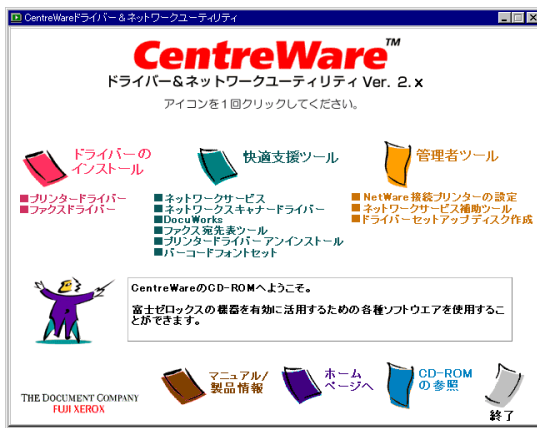 CentreWareドライバー＆ネットワークユーティリティ
CentreWare™
ドライバー&ネットワークユーティリティ Ver. 2.x
アイコンを1回クリックしてください。
ドライバーの
インストール
■プリンタードライバー
■ファクスドライバー
快適支援ツール
■ネットワークサービス
■ネットワークスキャナードライバー
■DocuWorks
■ファクス宛先表ツール
■プリンタードライバーアンインストール
■バーコードフォントセット
管理者ツール
■NetWare 接続プリンターの設定
■ネットワークサービス補助ツール
■ドライバーセットアップディスク作成
CentreWareのCD-ROMへようこそ。
富士ゼロックスの機器を有効に活用するための各種ソフトウエアを使用するこ
とができます。
マニュアル/
製品情報
ホーム
ページへ
CD-ROM
の参照
終了
THE DOCUMENT COMPANY
FUJI XEROX